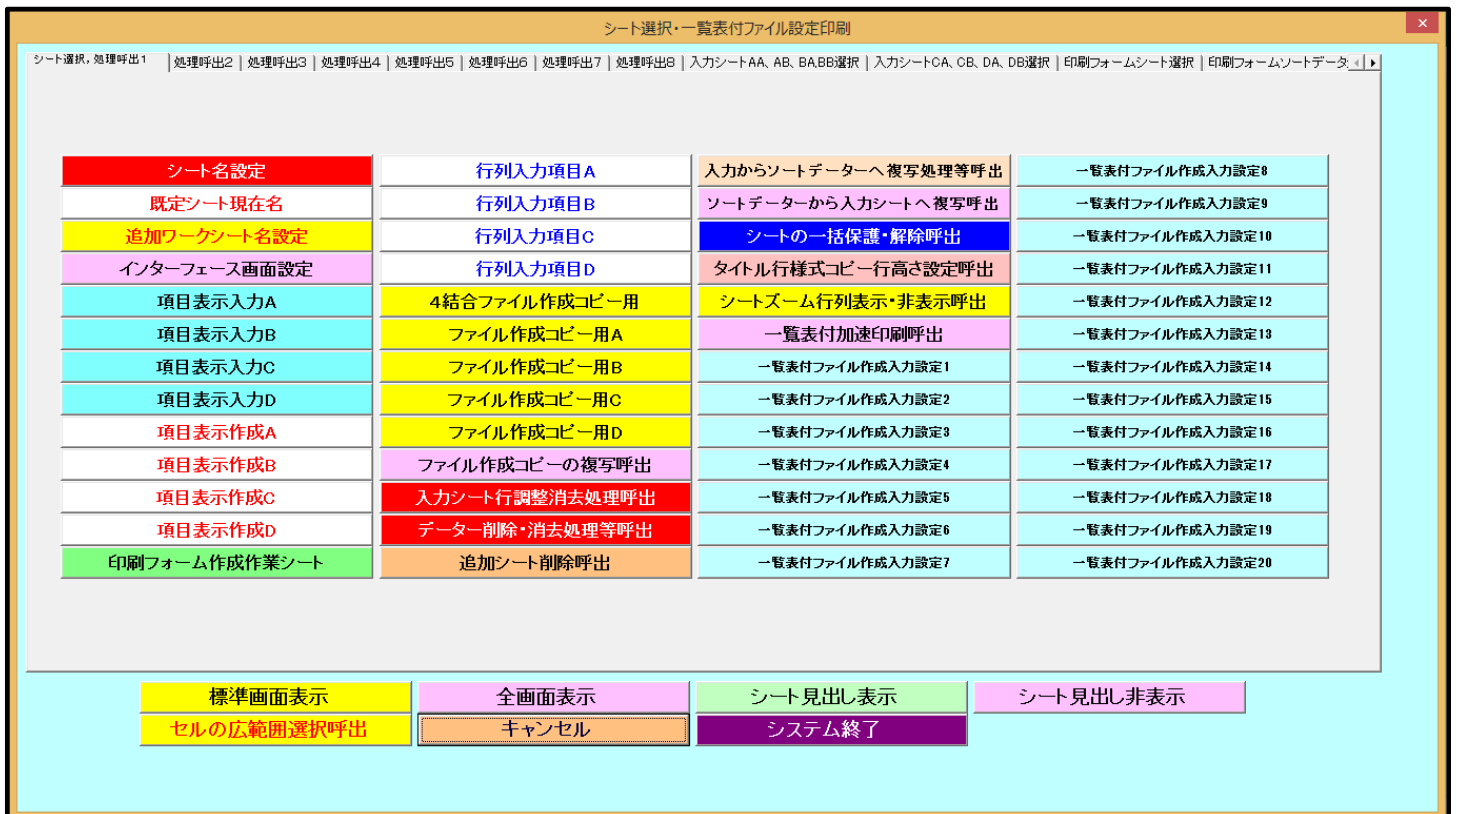 シート選択・一覧表付ファイル設定印刷
×
シート選択,処理呼出1 処理呼出2 処理呼出3 処理呼出4 処理呼出5 処理呼出6 処理呼出7 処理呼出8 入力シートAA、AB、BA,BB選択 入力シートCA、CB、DA、DB選択 印刷フォームシート選択 印刷フォームソートデータ
シート名設定 行列入力項目A 入力からソートデーターへ複写処理等呼出 一覧表付ファイル作成入力設定8
既定シート現在名 行列入力項目B ソートデーターから入力シートへ複写呼出 一覧表付ファイル作成入力設定9
追加ワークシート名設定 行列入力項目C シートの一括保護・解除呼出 一覧表付ファイル作成入力設定10
インターフェース画面設定 行列入力項目D タイトル行様式コピー行高さ設定呼出 一覧表付ファイル作成入力設定11
項目表示入力A 4結合ファイル作成コピー用 シートズーム行列表示・非表示呼出 一覧表付ファイル作成入力設定12
項目表示入力B ファイル作成コピー用A 一覧表付加速印刷呼出 一覧表付ファイル作成入力設定13
項目表示入力C ファイル作成コピー用B 一覧表付ファイル作成入力設定1 一覧表付ファイル作成入力設定14
項目表示入力D ファイル作成コピー用C 一覧表付ファイル作成入力設定2 一覧表付ファイル作成入力設定15
項目表示作成A ファイル作成コピー用D 一覧表付ファイル作成入力設定3 一覧表付ファイル作成入力設定16
項目表示作成B ファイル作成コピーの複写呼出 一覧表付ファイル作成入力設定4 一覧表付ファイル作成入力設定17
項目表示作成C 入力シート行調整消去処理呼出 一覧表付ファイル作成入力設定5 一覧表付ファイル作成入力設定18
項目表示作成D データー削除・消去処理等呼出 一覧表付ファイル作成入力設定6 一覧表付ファイル作成入力設定19
印刷フォーム作成作業シート 追加シート削除呼出 一覧表付ファイル作成入力設定7 一覧表付ファイル作成入力設定20
標準画面表示 全画面表示 シート見出し表示 シート見出し非表示
セルの広範囲選択呼出 キャンセル システム終了